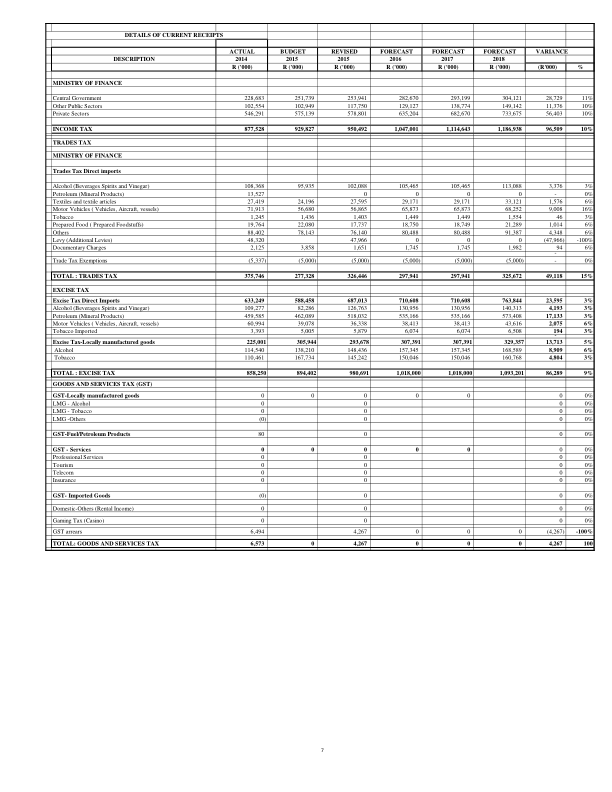 DETAILS OF CURRENT RECEIPTS
ACTUAL BUDGET REVISED FORECAST FORECAST FORECAST VARIANCE
DESCRIPTION 2014 2015 2015 2016 2017 2018
R ('000) R ('000) R ('000) R ('000) R ('000) R ('000) (R'000) %
MINISTRY OF FINANCE
Central Government 228,683 251,739 253,941 282,670 293,199 304,121 28,729 11%
Other Public Sectors 102,554 102,949 117,750 129,127 138,774 149,142 11,376 10%
Private Sectors 546,291 575,139 578,801 635,204 682,670 733,675 56,403 10%
INCOME TAX 877,528 929,827 950,492 1,047,001 1,114,643 1,186,938 96,509 10%
TRADES TAX
MINISTRY OF FINANCE
Trades Tax Direct imports
Alcohol (Beverages Spirits and Vinegar) 108,368 95,935 102,088 105,465 105,465 113,088 3,376 3%
Petroleum (Mineral Products) 13,527 0 0 0 0 - 0%
Textiles and textile articles 27,419 24,196 27,595 29,171 29,171 33,131 1,576 6%
Motor Vehicles ( Vehicles, Aircraft, vessels) 71,913 56,680 56,865 65,873 65,873 68,252 9,008 16%
Tobacco 1,245 1,436 1,403 1,449 1,449 1,554 46 3%
Prepared Food ( Prepared Foodstuffs) 19,764 22,080 17,737 18,750 18,749 21,289 1,014 6%
Others 88,402 78,143 76,140 80,488 80,488 91,387 4,348 6%
Levy (Additional Levies) 48,320 47,966 0 0 0 (47,966) -100%
Documentary Charges 2,125 3,858 1,651 1,745 1,745 1,982 94 6%
-
Trade Tax Exemptions (5,337) (5,000) (5,000) (5,000) (5,000) (5,000) - 0%
TOTAL : TRADES TAX 375,746 277,328 326,446 297,941 297,941 325,672 49,118 15%
EXCISE TAX
Excise Tax Direct Imports 633,249 588,458 687,013 710,608 710,608 763,844 23,595 3%
Alcohol (Beverages Spirits and Vinegar) 109,277 82,286 126,763 130,956 130,956 140,313 4,193 3%
Petroleum (Mineral Products) 459,585 462,089 518,032 535,166 535,166 573,408 17,133 3%
Motor Vehicles ( Vehicles, Aircraft, vessels) 60,994 39,078 36,338 38,413 38,413 43,616 2,075 6%
Tobacco Imported 3,393 5,005 5,879 6,074 6,074 6,508 194 3%
Excise Tax-Locally manufactured goods 225,001 305,944 293,678 307,391 307,391 329,357 13,713 5%
Alcohol 114,540 138,210 148,436 157,345 157,345 168,589 8,909 6%
Tobacco 110,461 167,734 145,242 150,046 150,046 160,768 4,804 3%
TOTAL : EXCISE TAX 858,250 894,402 980,691 1,018,000 1,018,000 1,093,201 86,289 9%
GOODS AND SERVICES TAX (GST)
GST-Locally manufactured goods 0 0 0 0 0 0 0%
LMG - Alcohol 0 0 0 0%
LMG - Tobacco 0 0 0 0%
LMG -Others (0) 0 0 0%
GST-Fuel/Petroleum Products 80 0 0 0%
GST - Services 0 0 0 0 0 0 0%
Professional Services 0 0 0 0%
Tourism 0 0 0 0%
Telecom 0 0 0 0%
Insurance 0 0 0 0%
GST- Imported Goods (0) 0 0 0%
Domestic-Others (Rental Income) 0 0 0 0%
Gaming Tax (Casino) 0 0 0 0%
GST arrears 6,494 4,267 0 0 0 (4,267) -100%
TOTAL: GOODS AND SERVICES TAX 6,573 0 4,267 0 0 0 4,267 100
7